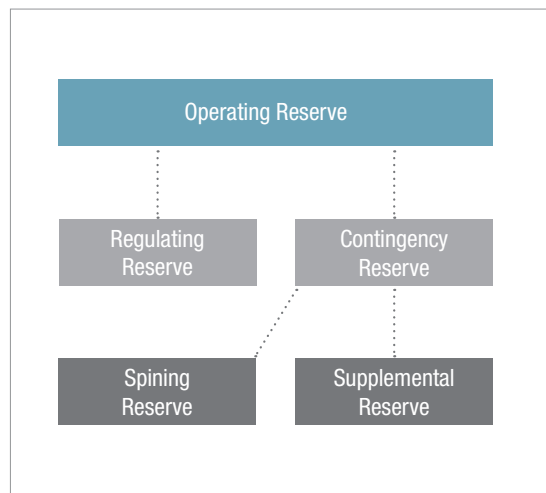 Operating Reserve
Regulating
Reserve
Contingency
Reserve
Spining
Reserve
Supplemental
Reserve